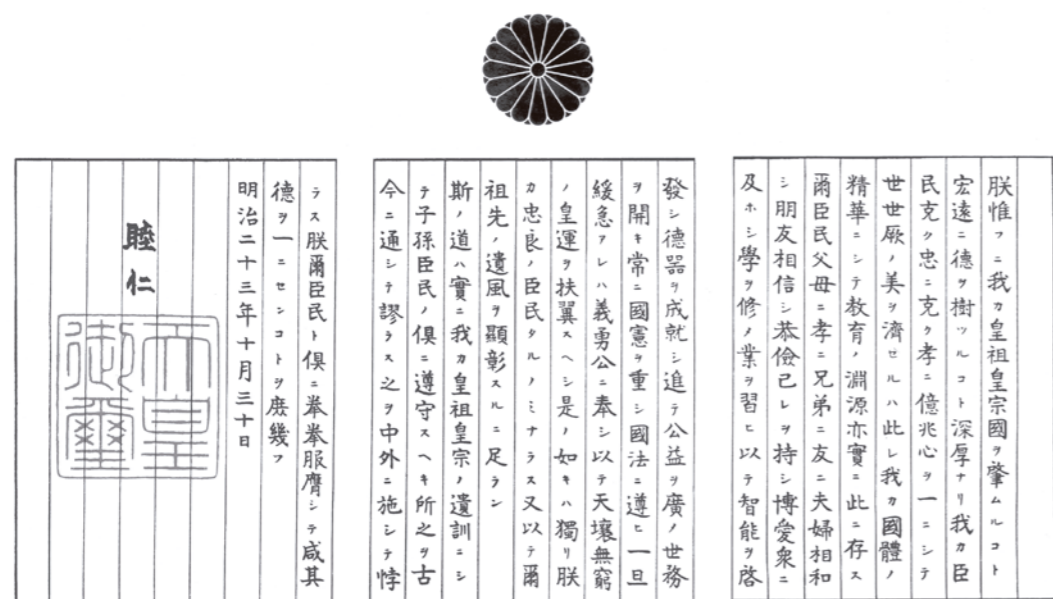 朕惟フニ我カ皇祖皇宗國ヲ肇ムルコト
宏遠ニ德ヲ樹ツルコト深厚ナリ我カ臣
民克ク忠ニ克ク孝ニ億兆心ヲ一ニシテ
世世厥ノ美ヲ濟セルハ此レ我カ國體ノ
精華ニシテ教育ノ淵源亦實ニ此ニ存ス
爾臣民父母ニ孝ニ兄弟ニ友ニ夫婦相和
シ朋友相信シ恭儉己レヲ持シ博愛衆ニ
及ホシ學ヲ修メ業ヲ習ヒ以テ智能ヲ啓
發シ德器ヲ成就シ進テ公益ヲ廣メ世務
ヲ開キ常ニ國憲ヲ重シ國法ニ遵ヒ一旦
緩急アレハ義勇公ニ奉シ以テ天壤無窮
ノ皇運ヲ扶翼スヘシ是ノ如キハ獨リ朕
カ忠良ノ臣民タルノミナラス又以テ爾
祖先ノ遺風ヲ顯彰スルニ足ラン
斯ノ道ハ實ニ我カ皇祖皇宗ノ遺訓ニシ
テ子孫臣民ノ俱ニ遵守スヘキ所之ヲ古
今ニ通シテ謬ラス之ヲ中外ニ施シテ悖
ラス朕爾臣民ト俱ニ拳拳服膺シテ咸其
德ヲ一ニセンコトヲ庶幾フ
明治二十三年十月三十日
睦仁
天皇
御璽